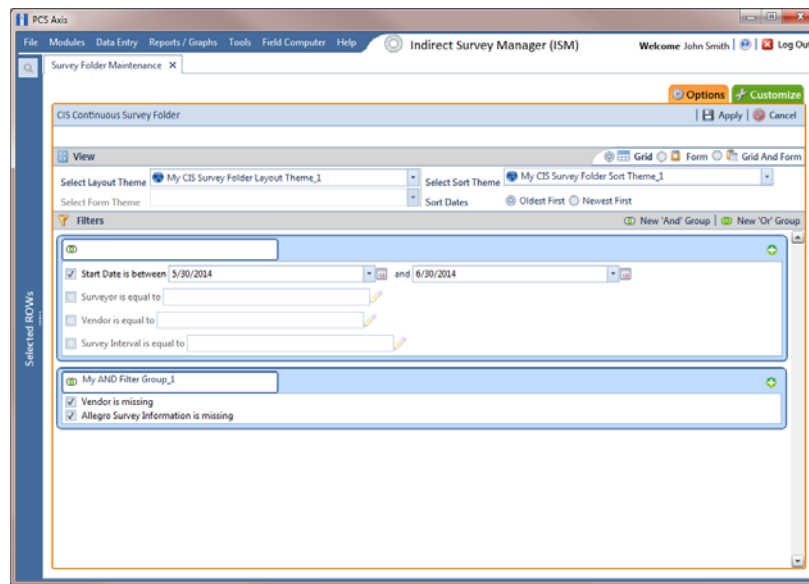 PCS Axis
File Modules Data Entry Reports / Graphs Tools Field Computer Help Indirect Survey Manager (ISM) Welcome John Smith Log Out
Survey Folder Maintenance X
Options Customize
CIS Continuous Survey Folder Apply Cancel
View Grid Form Grid And Form
Select Layout Theme My CIS Survey Folder Layout Theme_1 Select Sort Theme My CIS Survey Folder Sort Theme_1
Select Form Theme Sort Dates Oldest First Newest First
Filters New 'And' Group New 'Or' Group
Start Date is between 5/30/2014 and 6/30/2014
Surveyor is equal to
Vendor is equal to
Survey Interval is equal to
My AND Filter Group_1
Vendor is missing
Allegro Survey Information is missing
Selected ROWs